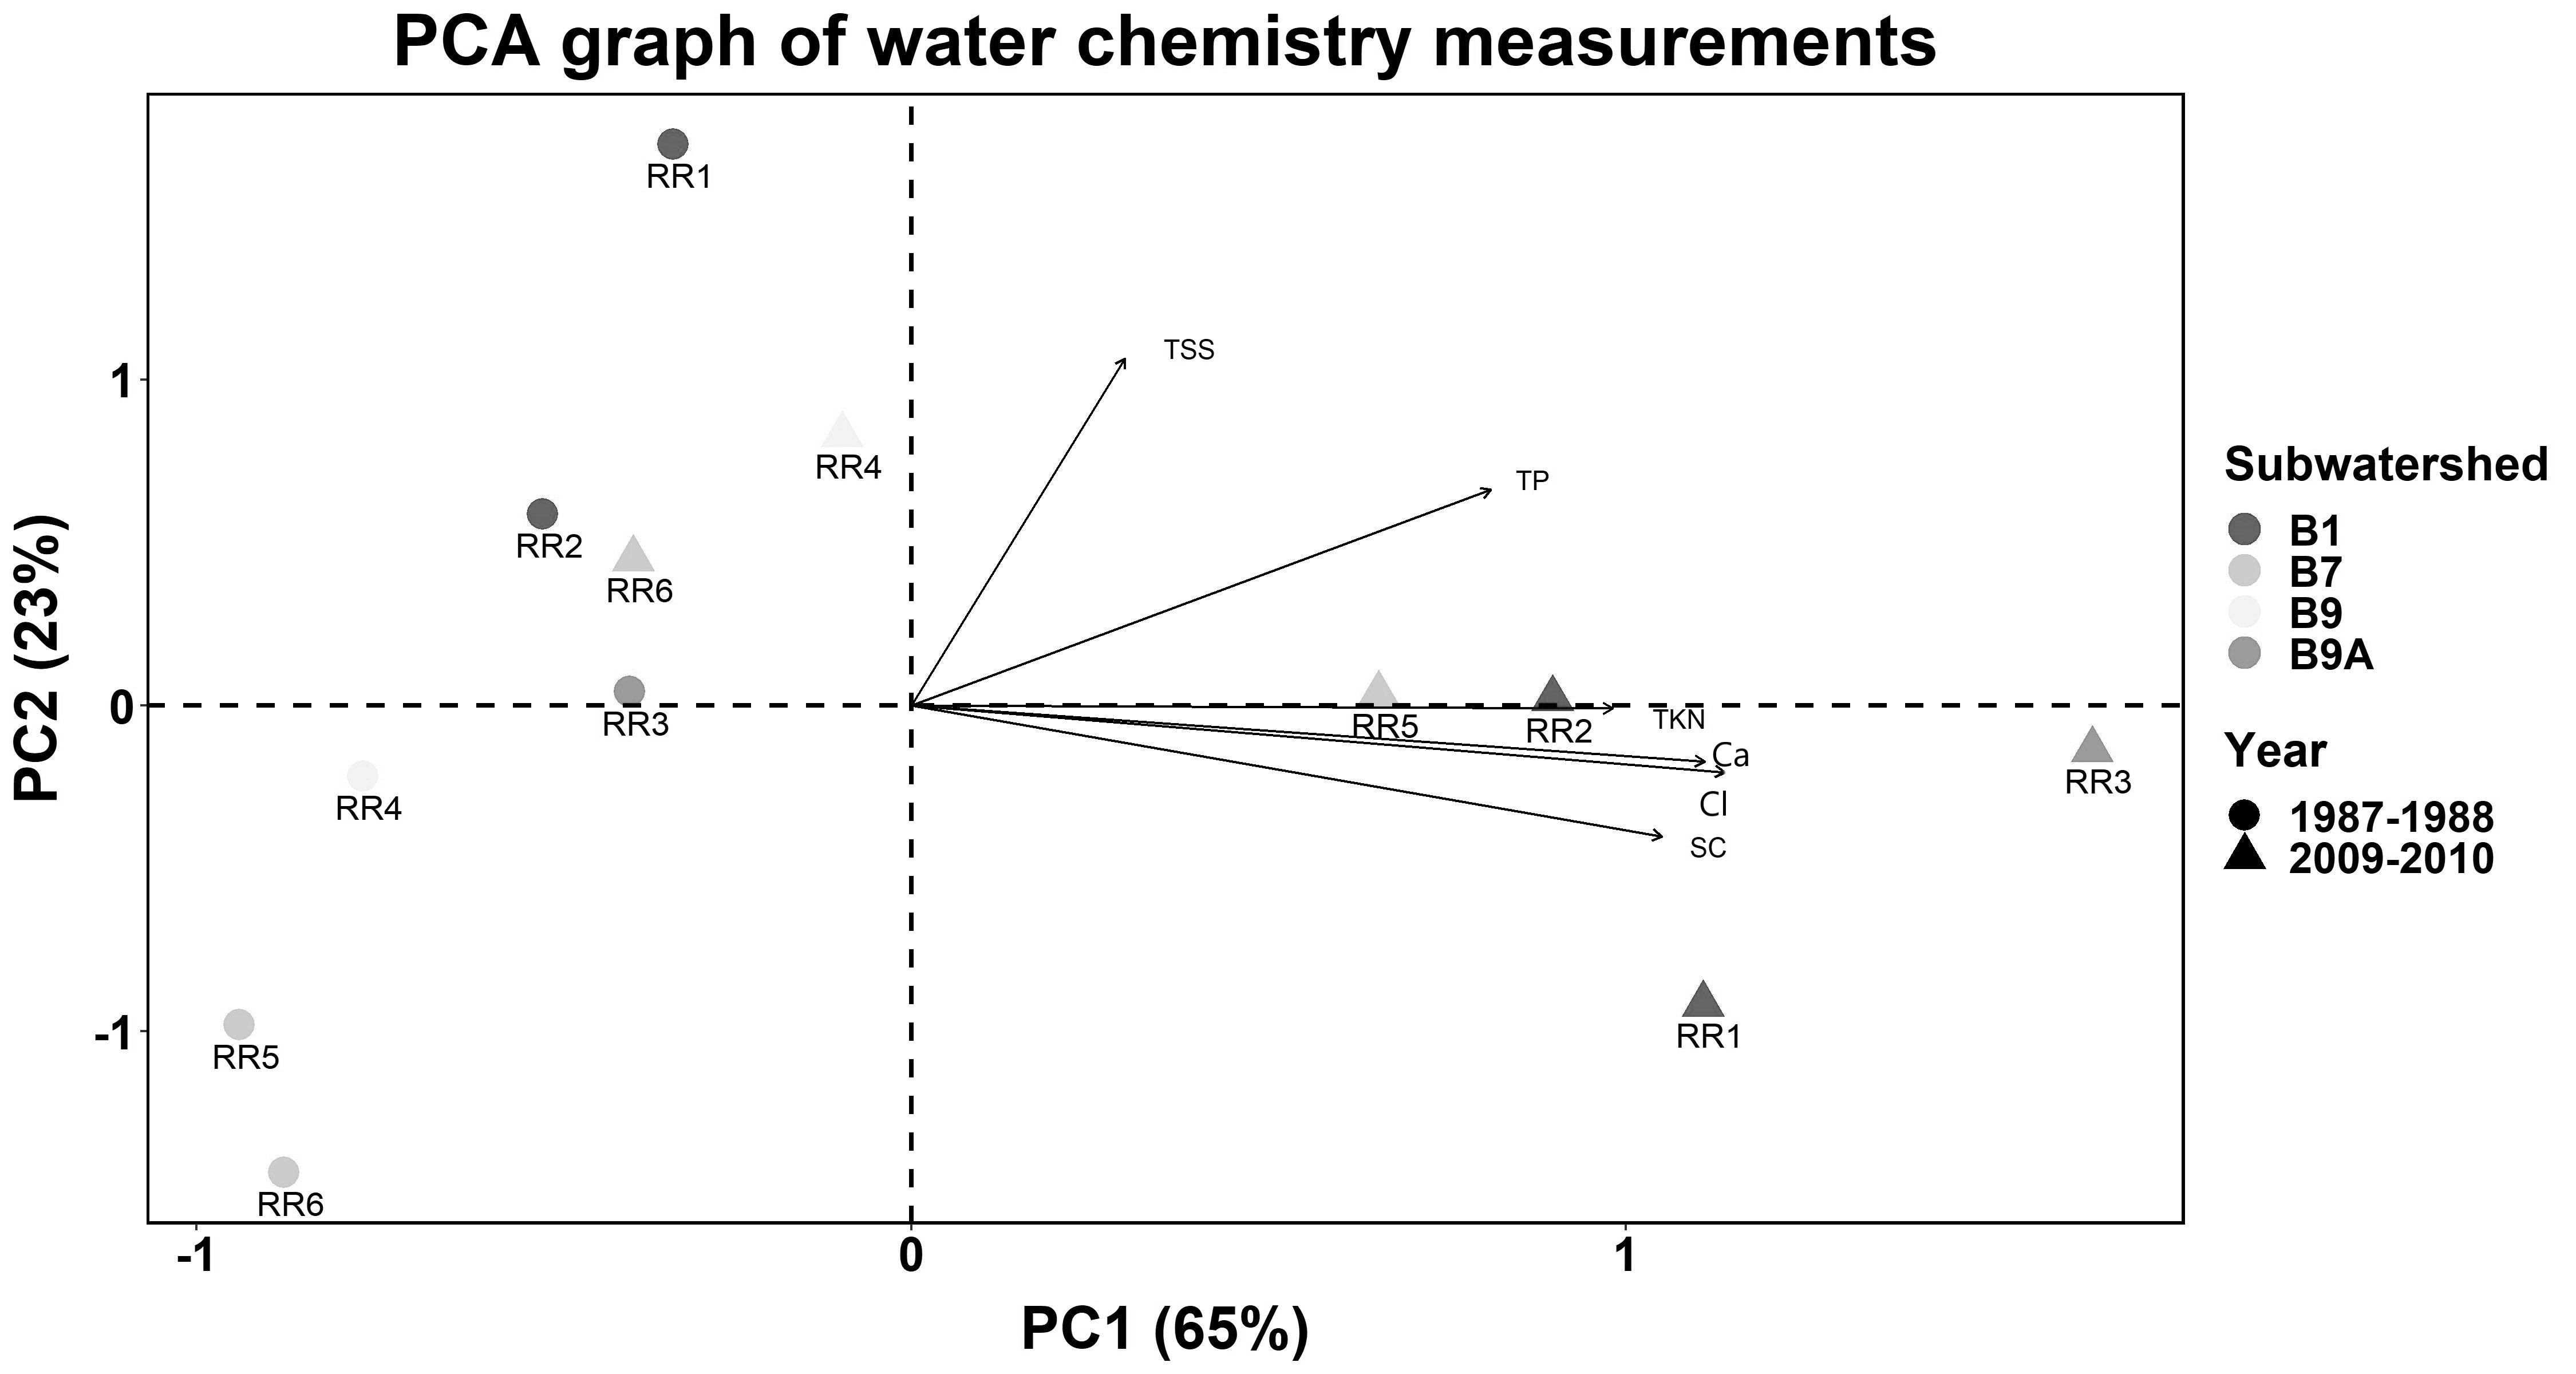 PCA graph of water chemistry measurements
RR1
TSS
1
RR4
TP
RR2
RR6
PC2 (23%)
0
RR3
RR5
RR2
TKN
Ca
RR3
RR4
Cl
SC
-1
RR5
RR1
RR6
-1
0
1
PC1 (65%)
Subwatershed
B1
B7
B9
B9A
Year
1987-1988
2009-2010